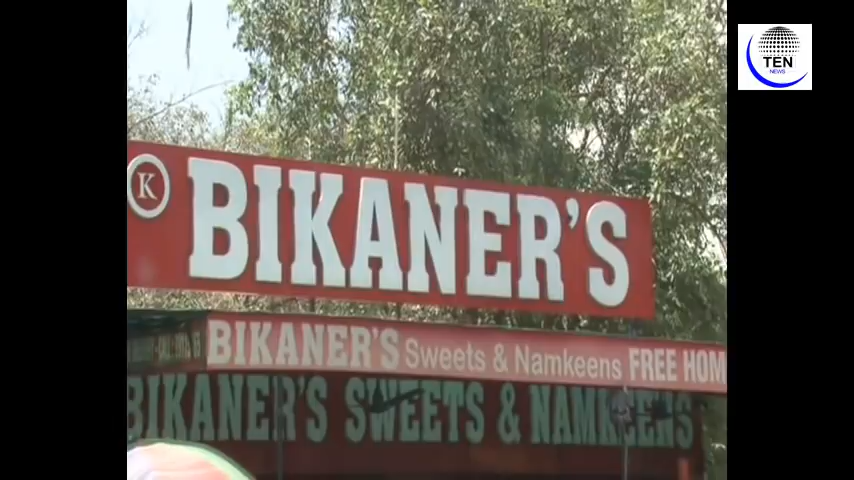 TEN
NEWS
K
BIKANER'S
BIKANER'S Sweets & Namkeens FREE HOM
BIKANER'S SWEETS & NAMKEENS